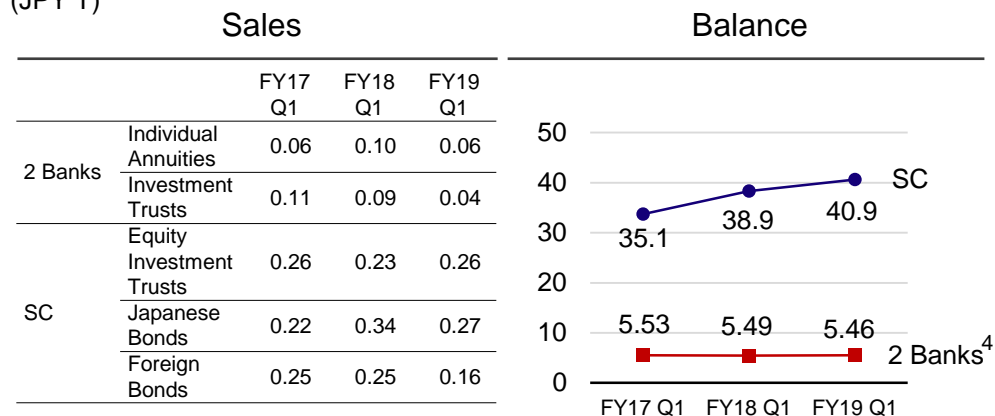 (JPY T)
Sales
FY17 FY18 FY19
Q1 Q1 Q1
2 Banks
Individual
Annuities 0.06 0.10 0.06
Investment
Trusts 0.11 0.09 0.04
SC
Equity
Investment
Trusts 0.26 0.23 0.26
Japanese
Bonds 0.22 0.34 0.27
Foreign
Bonds 0.25 0.25 0.16
Balance
50
40
30
20
10
0
SC
35.1 38.9 40.9
5.53 5.49 5.46
2 Banks4
FY17 Q1 FY18 Q1 FY19 Q1